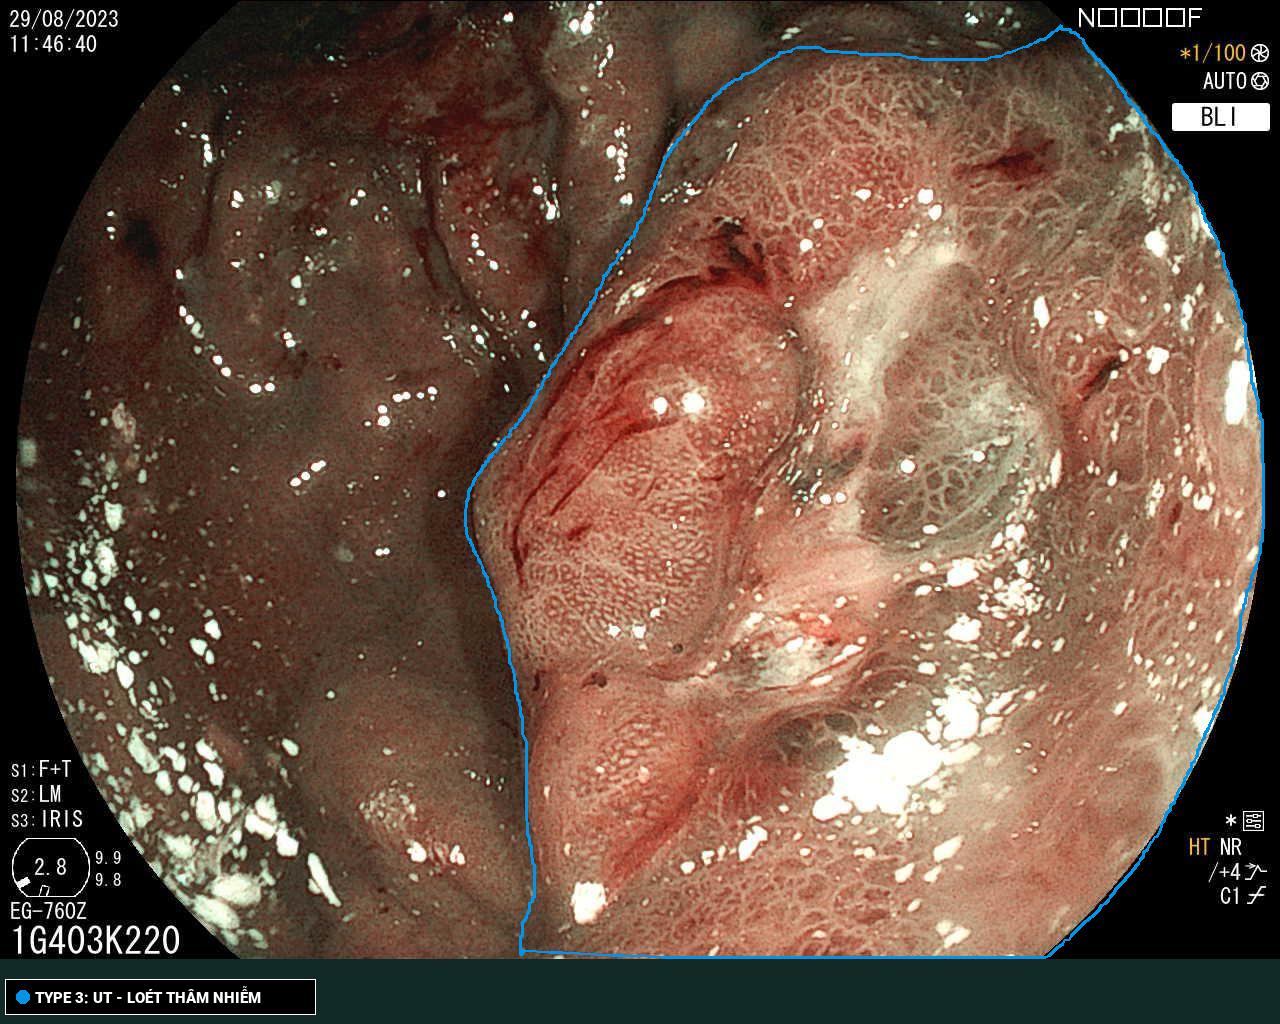 29/08/2023
11:46:40
N□□□□F
*1/100
AUTO
BLI
S1:F+T
S2:LM
S3:IRIS
2.8
9.9
9.8
EG-760Z
1G403K220
*
HT NR
/+4
C1
TYPE 3: UT - LOÉT THÂM NHIỄM